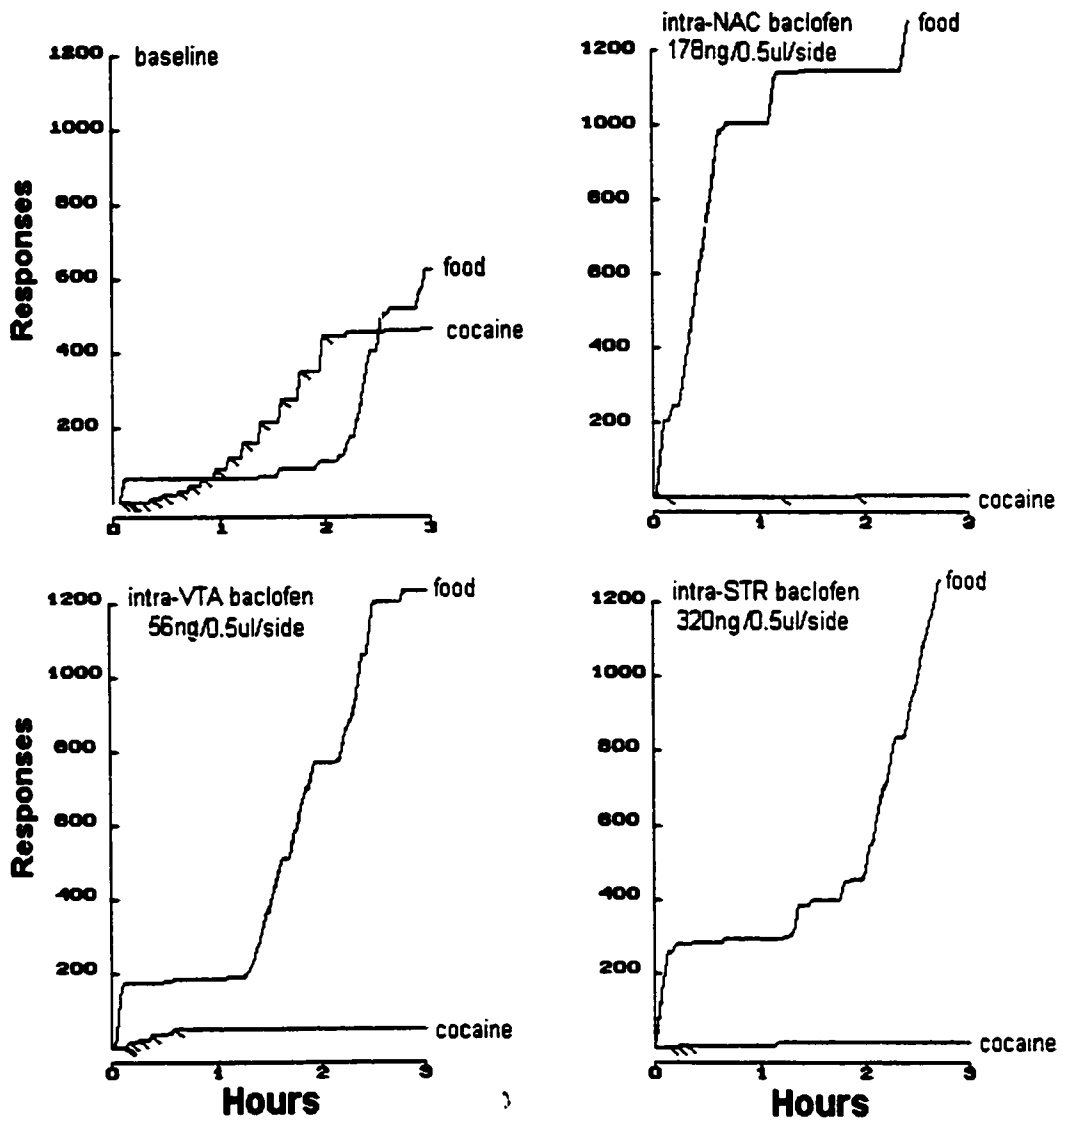 baseline
1200
1000
800
600
400
200
Responses
food
cocaine
0 1 2 3
intra-NAC baclofen
178ng/0.5ul/side
food
1200
1000
800
600
400
200
cocaine
0 1 2 3
intra-VTA baclofen
56ng/0.5ul/side
food
1200
1000
800
600
400
200
Responses
cocaine
0 1 2 3
Hours
intra-STR baclofen
320ng/0.5ul/side
food
1200
1000
800
600
400
200
cocaine
0 1 2 3
Hours